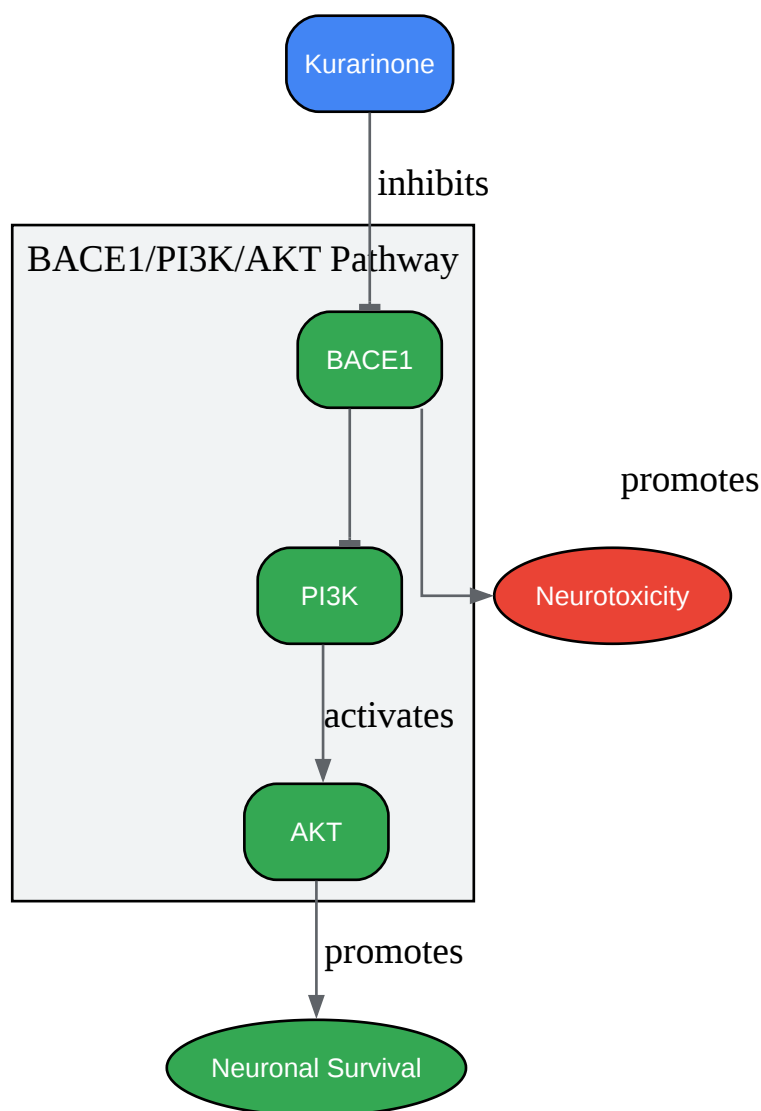 Kurarinone
inhibits
BACE1/PI3K/AKT Pathway
BACE1
promotes
PI3K
Neurotoxicity
activates
AKT
promotes
Neuronal Survival